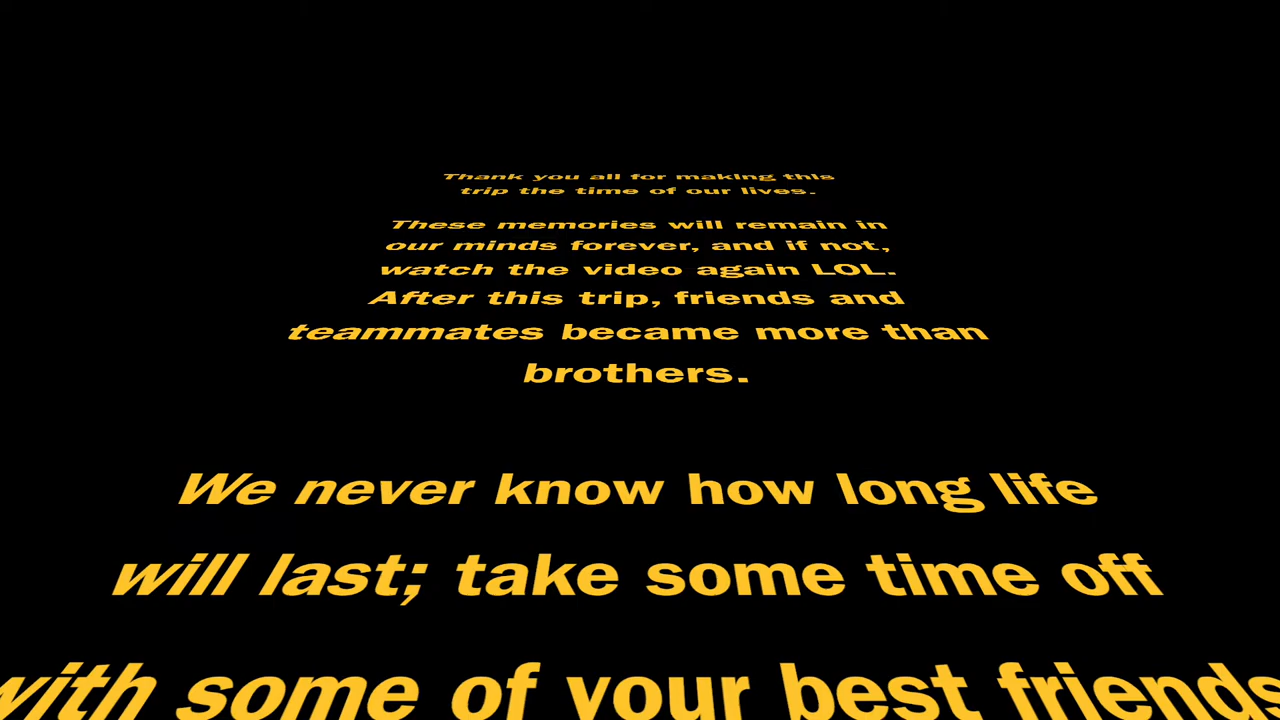 Thank you all for making this
trip the time of our lives.
These memories will remain in
our minds forever, and if not,
watch the video again LOL.
After this trip, friends and
teammates became more than
brothers.
We never know how long life
will last; take some time off
with some of your best friends